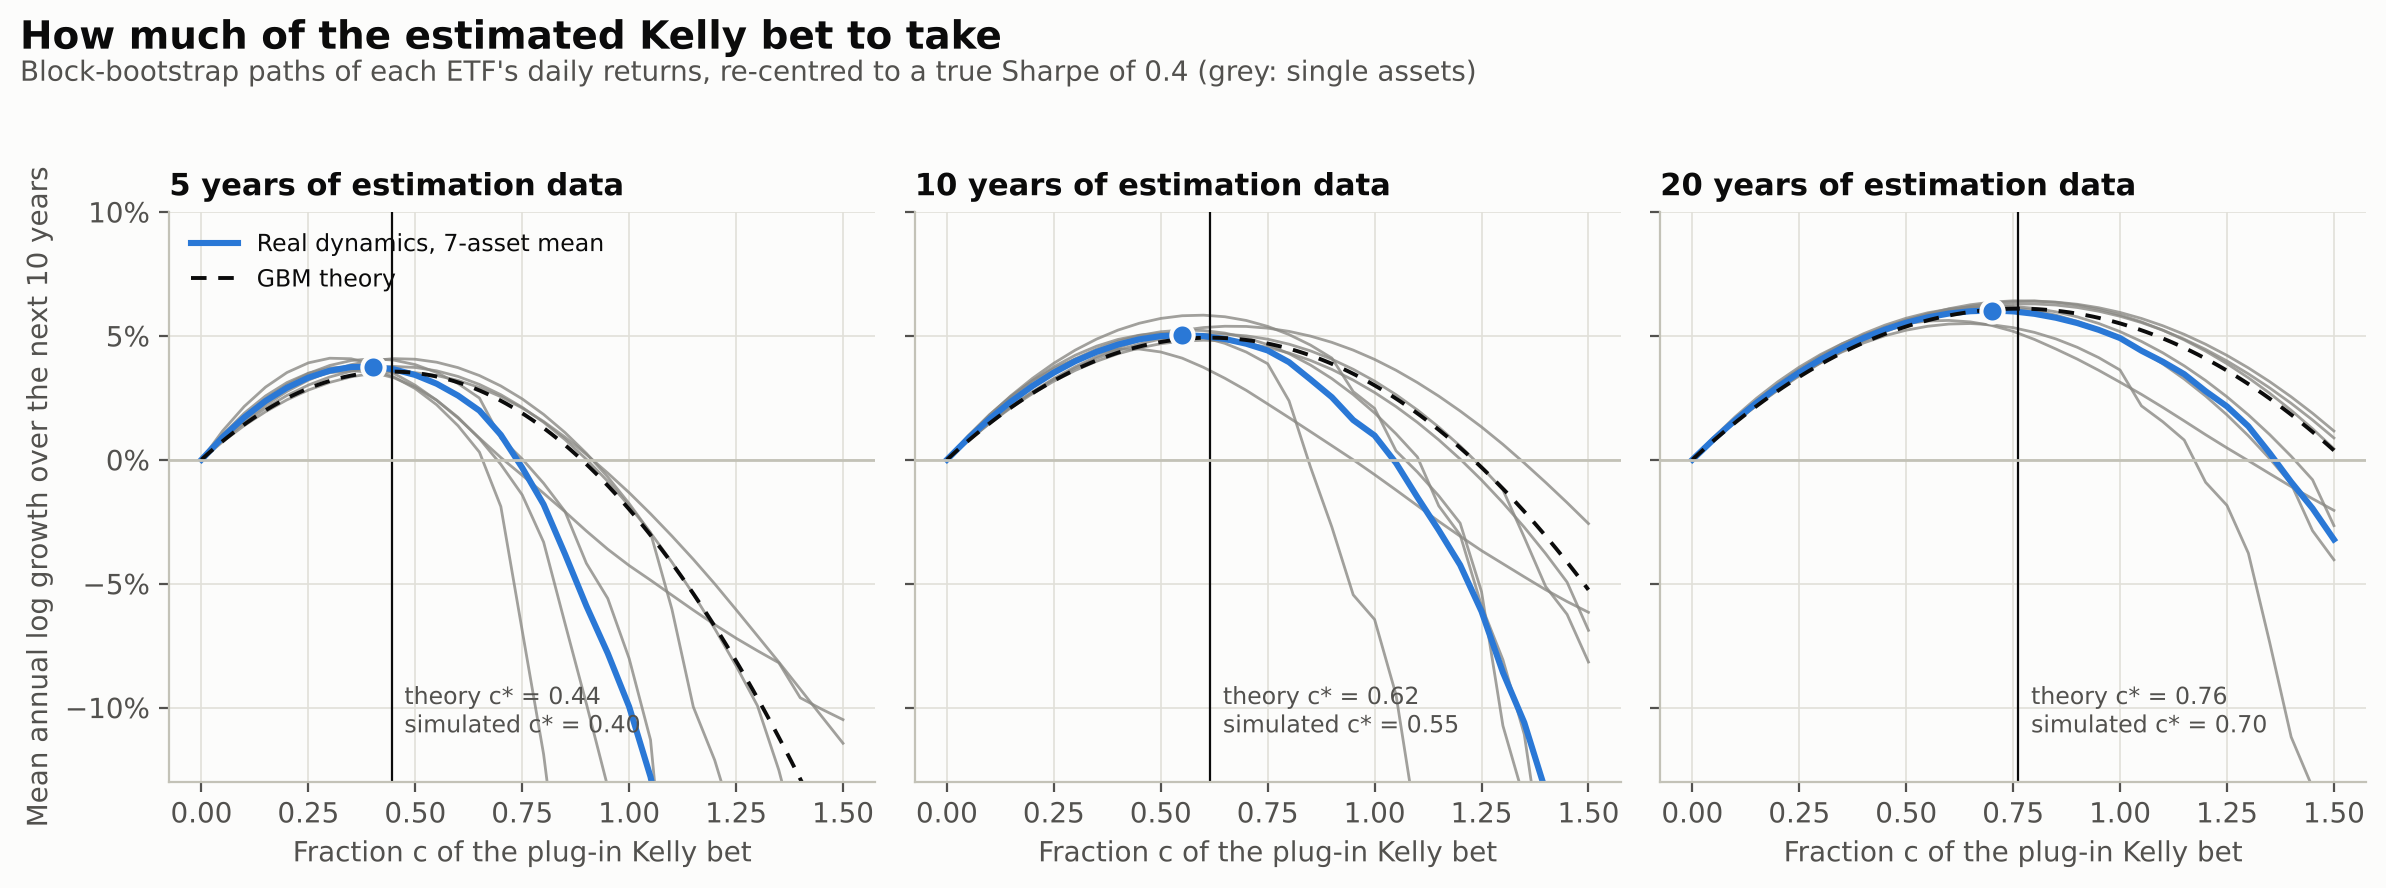 How much of the estimated Kelly bet to take
Block-bootstrap paths of each ETF's daily returns, re-centred to a true Sharpe of 0.4 (grey: single assets)
Mean annual log growth over the next 10 years
5 years of estimation data
10%
5%
0%
−5%
−10%
Real dynamics, 7-asset mean
GBM theory
theory c* = 0.44
simulated c* = 0.40
0.00 0.25 0.50 0.75 1.00 1.25 1.50
Fraction c of the plug-in Kelly bet
10 years of estimation data
theory c* = 0.62
simulated c* = 0.55
0.00 0.25 0.50 0.75 1.00 1.25 1.50
Fraction c of the plug-in Kelly bet
20 years of estimation data
theory c* = 0.76
simulated c* = 0.70
0.00 0.25 0.50 0.75 1.00 1.25 1.50
Fraction c of the plug-in Kelly bet